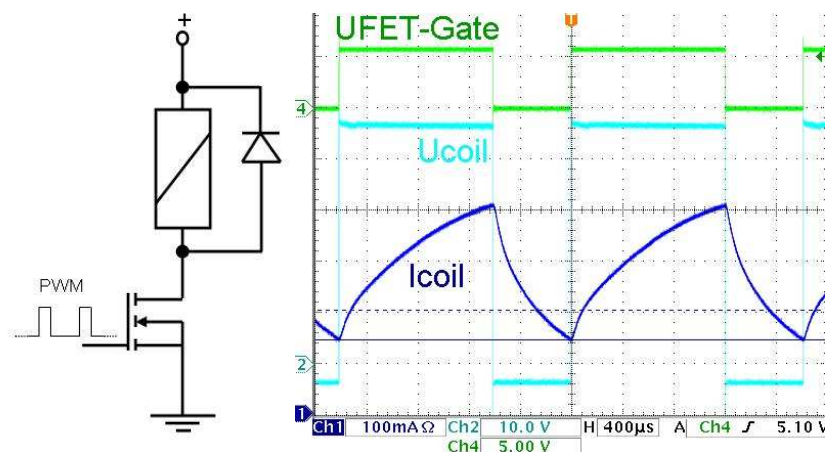 +
PWM
UFET-Gate
T
4
Ucoil
Icoil
2
1
Ch1 100mAΩ Ch2 10.0 V H 400µs A Ch4 5.10 V
Ch4 5.00 V